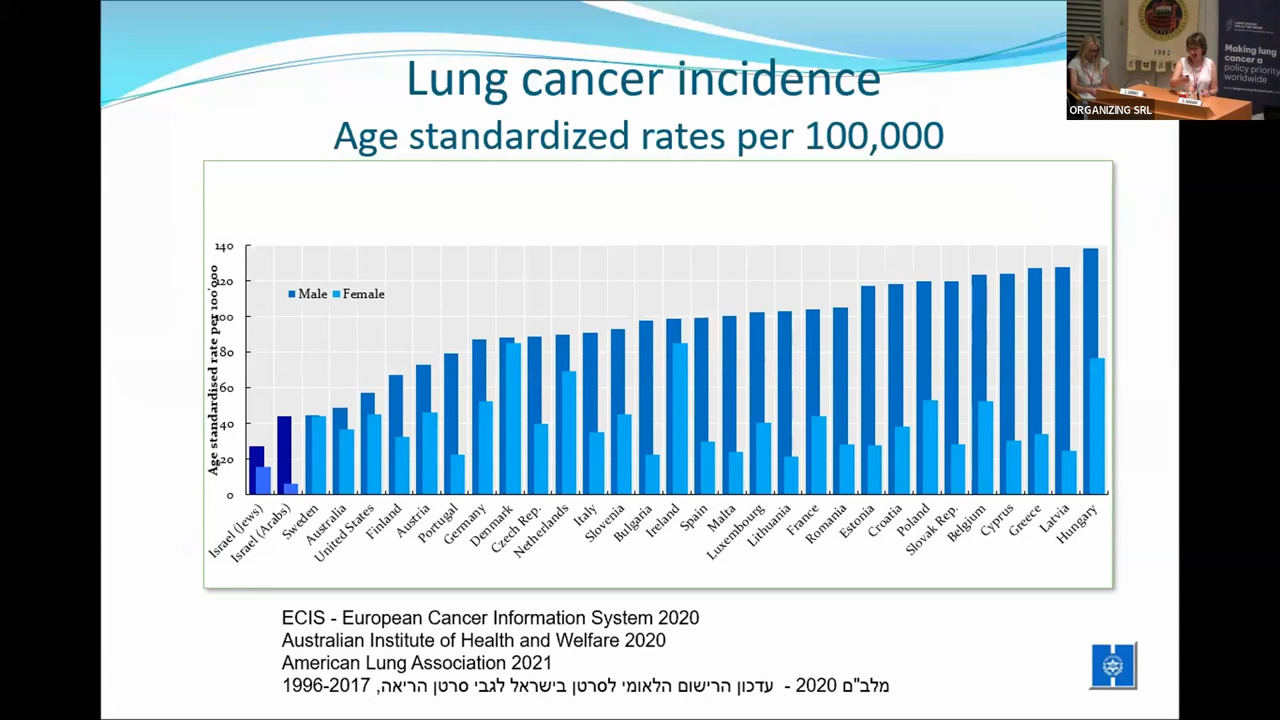 Lung cancer incidence
Age standardized rates per 100,000
1982
LUNG CANCER
POLICY NETWORK
Making lung
cancer a
policy priority
worldwide
ORGANIZING SRL
Age standardised rate per 100'000
140
120
100
80
60
40
20
0
Male Female
Israel (Jews)
Israel (Arabs)
Sweden
Australia
United States
Finland
Austria
Portugal
Germany
Denmark
Czech Rep.
Netherlands
Italy
Slovenia
Bulgaria
Ireland
Spain
Malta
Luxembourg
Lithuania
France
Romania
Estonia
Croatia
Poland
Slovak Rep.
Belgium
Cyprus
Greece
Latvia
Hungary
ECIS - European Cancer Information System 2020
Australian Institute of Health and Welfare 2020
American Lung Association 2021
מלב"ם 2020 - עדכון הרישום הלאומי לסרטן בישראל לגבי סרטן הריאה, 1996-2017